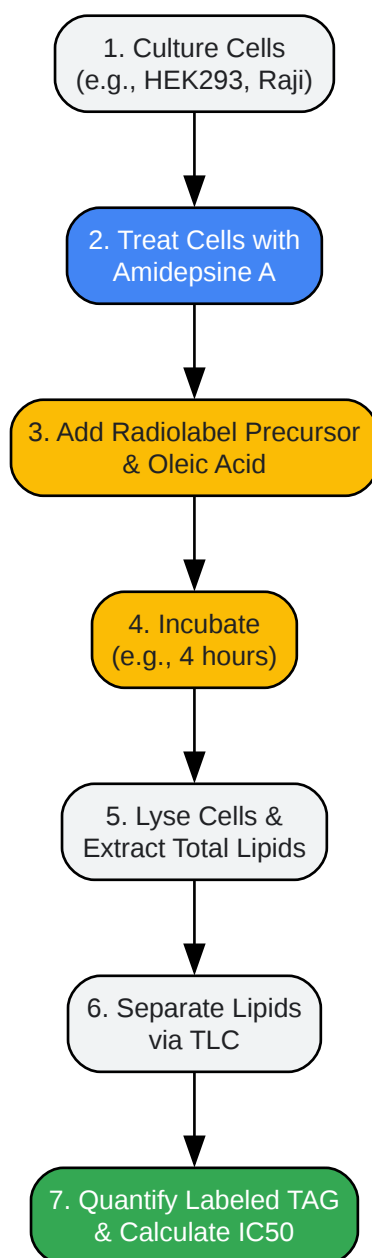 1. Culture Cells
(e.g., HEK293, Raji)
2. Treat Cells with
Amidepsine A
3. Add Radiolabel Precursor
& Oleic Acid
4. Incubate
(e.g., 4 hours)
5. Lyse Cells &
Extract Total Lipids
6. Separate Lipids
via TLC
7. Quantify Labeled TAG
& Calculate IC50